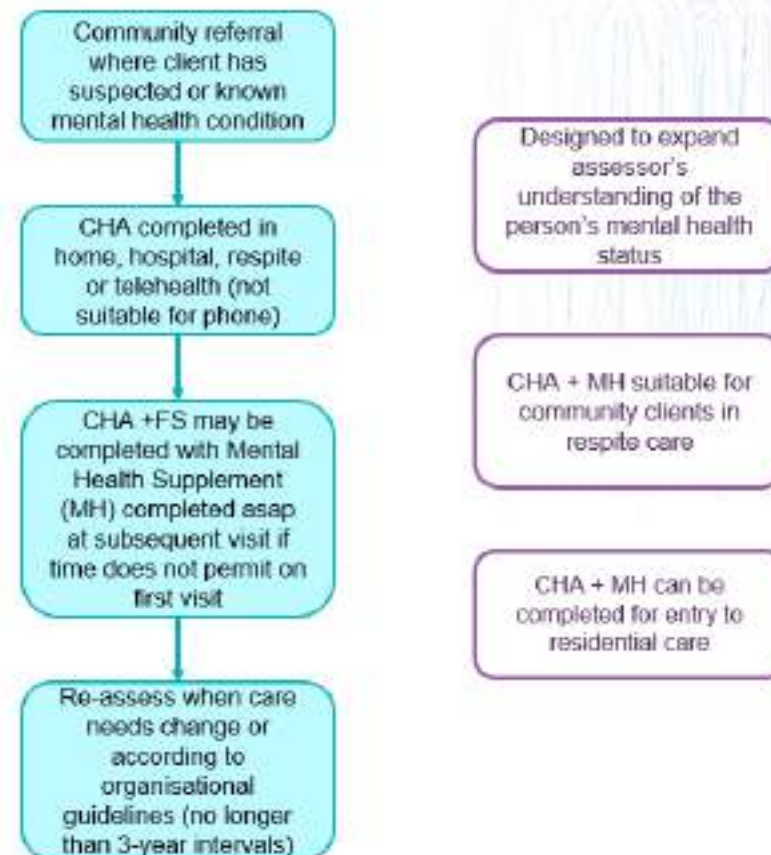 Community referral
where client has
suspected or known
mental health condition
CHA completed in
home, hospital, respite
or telehealth (not
suitable for phone)
CHA +FS may be
completed with Mental
Health Supplement
(MH) completed asap
at subsequent visit if
time does not permit on
first visit
Re-assess when care
needs change or
according to
organisational
guidelines (no longer
than 3-year intervals)
Designed to expand
assessor's
understanding of the
person's mental health
status
CHA + MH suitable for
community clients in
respite care
CHA + MH can be
completed for entry to
residential care